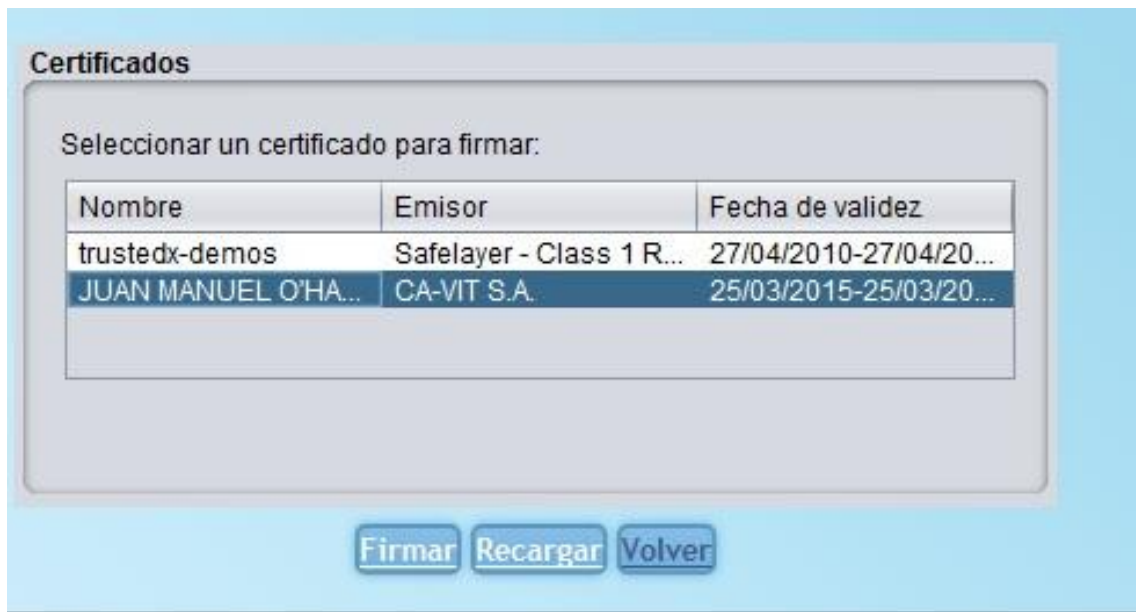 Certificados
Seleccionar un certificado para firmar:
Nombre Emisor Fecha de validez
trustedx-demos Safelayer - Class 1 R... 27/04/2010-27/04/20...
JUAN MANUEL O'HA... CA-VIT S.A. 25/03/2015-25/03/20...
Firmar Recargar Volver